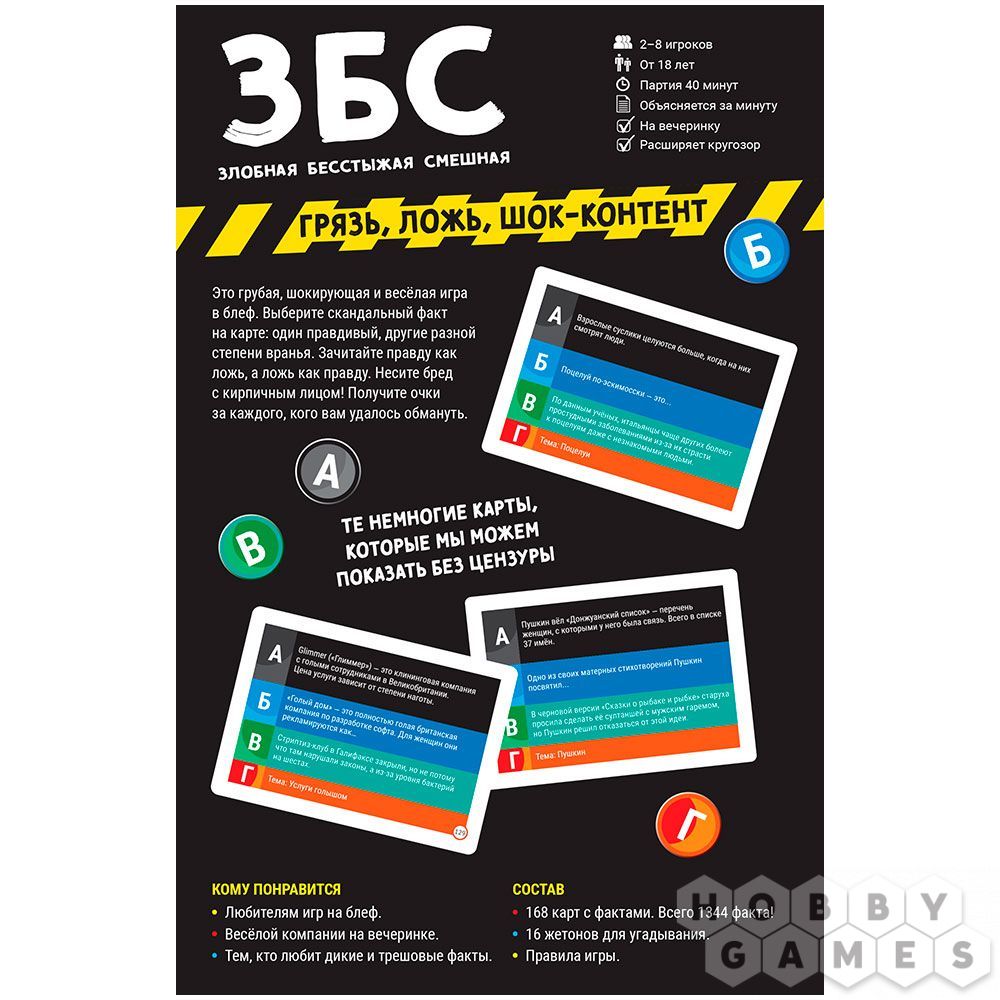 ЗБС
ЗЛОБНАЯ БЕССТЫЖАЯ СМЕШНАЯ
2–8 игроков
От 18 лет
Партия 40 минут
Объясняется за минуту
На вечеринку
Расширяет кругозор
ГРЯЗЬ, ЛОЖЬ, ШОК-КОНТЕНТ
Б
Это грубая, шокирующая и весёлая игра
в блеф. Выберите скандальный факт
на карте: один правдивый, другие разной
степени вранья. Зачитайте правду как
ложь, а ложь как правду. Несите бред
с кирпичным лицом! Получите очки
за каждого, кого вам удалось обмануть.
А
Взрослые суслики целуются больше, когда на них
смотрят люди.
Б
Поцелуй по-эскимосски – это...
В
По данным учёных, итальянцы чаще других болеют
простудными заболеваниями из-за их страсти
к поцелуям даже с незнакомыми людьми.
Г
Тема: Поцелуи
А
В
ТЕ НЕМНОГИЕ КАРТЫ,
КОТОРЫЕ МЫ МОЖЕМ
ПОКАЗАТЬ БЕЗ ЦЕНЗУРЫ
А
Glimmer («Глиммер») – это клининговая компания
с голыми сотрудниками в Великобритании.
Цена услуги зависит от степени наготы.
Б
«Голый дом» – это полностью голая британская
компания по разработке софта. Для женщин они
рекламируются как...
В
Стриптиз-клуб в Галифаксе закрыли, но не потому
что там нарушали законы, а из-за уровня бактерий
на шестах.
Г
Тема: Услуги голышом
129
А
Пушкин вёл «Донжуанский список» – перечень
женщин, с которыми у него была связь. Всего в списке
37 имён.
Одно из своих матерных стихотворений Пушкин
посвятил...
В
В черновой версии «Сказки о рыбаке и рыбке» старуха
просила сделать её султаншей с мужским гаремом,
но Пушкин решил отказаться от этой идеи.
Г
Тема: Пушкин
Г
КОМУ ПОНРАВИТСЯ
• Любителям игр на блеф.
• Весёлой компании на вечеринке.
• Тем, кто любит дикие и трешовые факты.
СОСТАВ
• 168 карт с фактами. Всего 1344 факта!
• 16 жетонов для угадывания.
• Правила игры.
HOBBY
GAMES